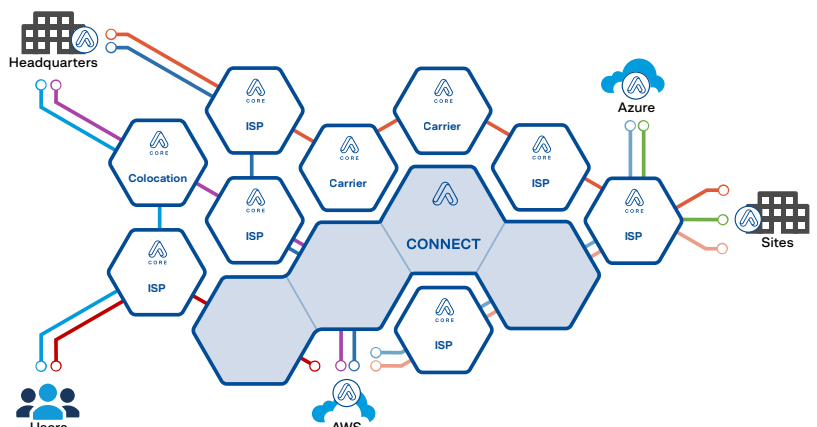 Headquarters
CORE
ISP
CORE
Carrier
Azure
CORE
Colocation
CORE
Carrier
CORE
ISP
CORE
ISP
CONNECT
CORE
ISP
Sites
CORE
ISP
CORE
ISP
Users
AWS